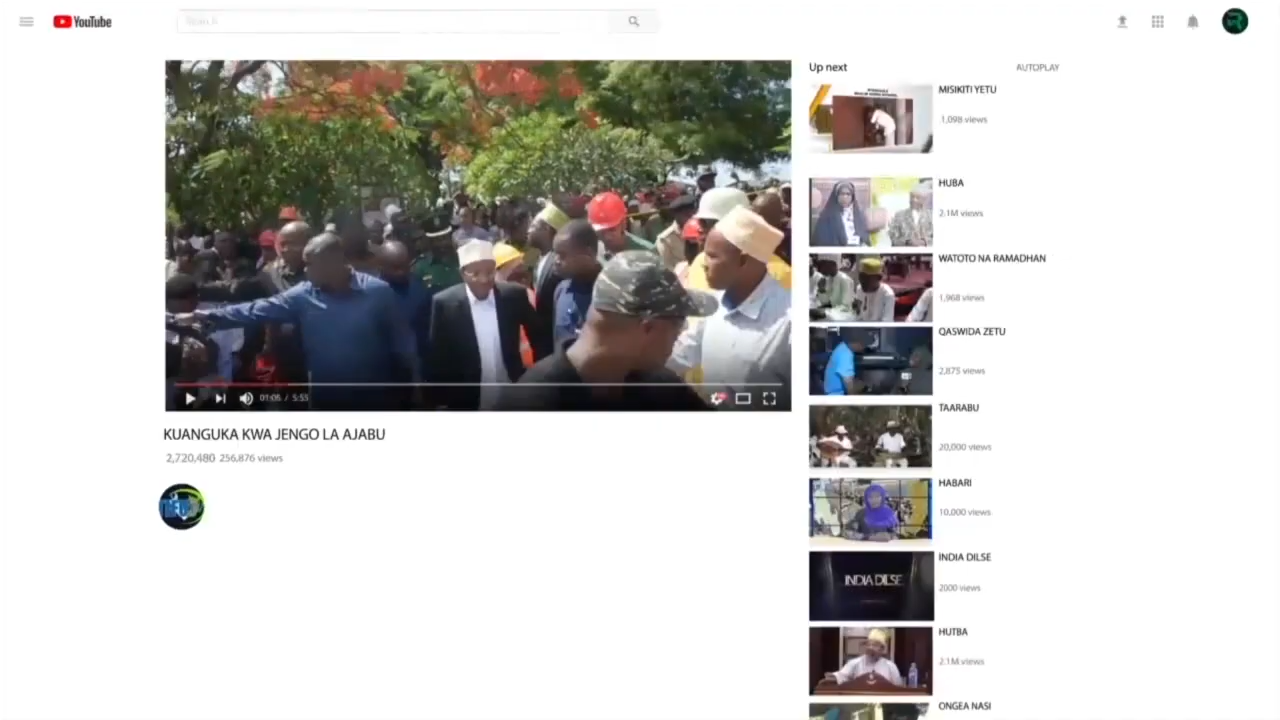 YouTube
Search
KUANGUKA KWA JENGO LA AJABU
2,720,480 256,876 views
01:06 / 5:55
Up next
AUTOPLAY
MISIKITI YETU
1,098 views
HUBA
2.1M views
WATOTO NA RAMADHAN
1,968 views
QASWIDA ZETU
2,875 views
TAARABU
20,000 views
HABARI
10,000 views
INDIA DILSE
INDIA DILSE
2000 views
HUTBA
2.1M views
ONGEA NASI